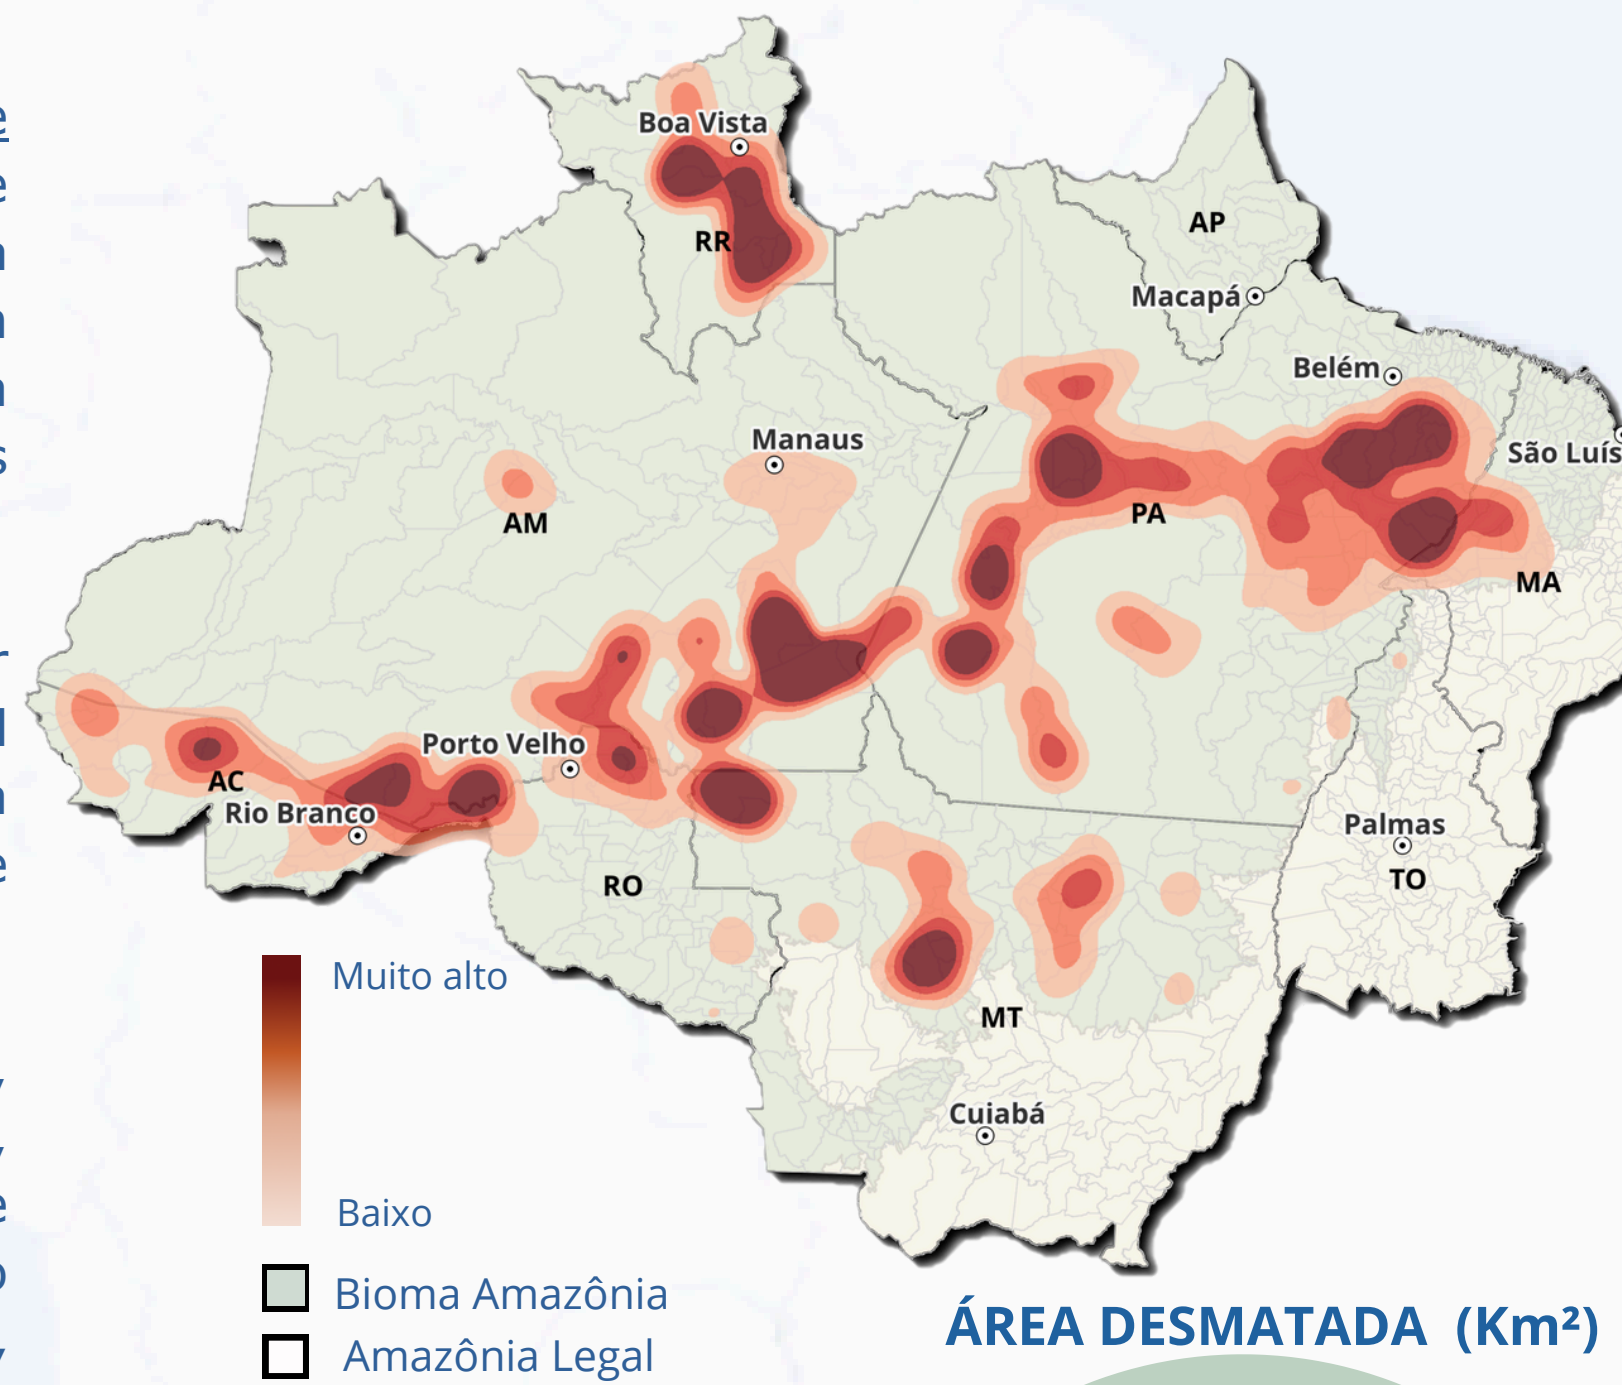 Boa Vista
RR
AP
Macapá
Belém
São Luís
Manaus
AM
PA
MA
Porto Velho
AC
Rio Branco
Palmas
TO
RO
MT
Cuiabá
Muito alto
Baixo
Bioma Amazônia
Amazônia Legal
ÁREA DESMATADA (Km²)